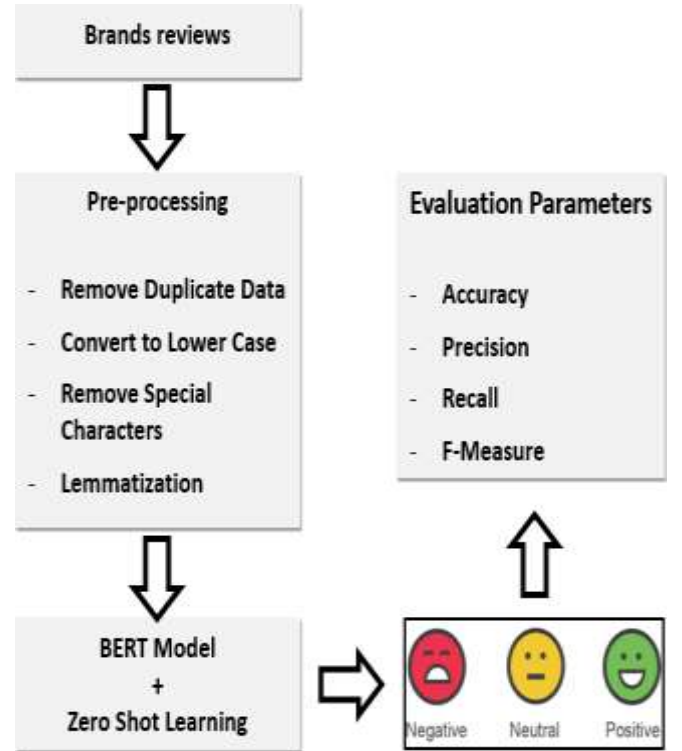 Brands reviews
Pre-processing
- Remove Duplicate Data
- Convert to Lower Case
- Remove Special
Characters
- Lemmatization
BERT Model
+
Zero Shot Learning
Negative Neutral Positive
Evaluation Parameters
- Accuracy
- Precision
- Recall
- F-Measure